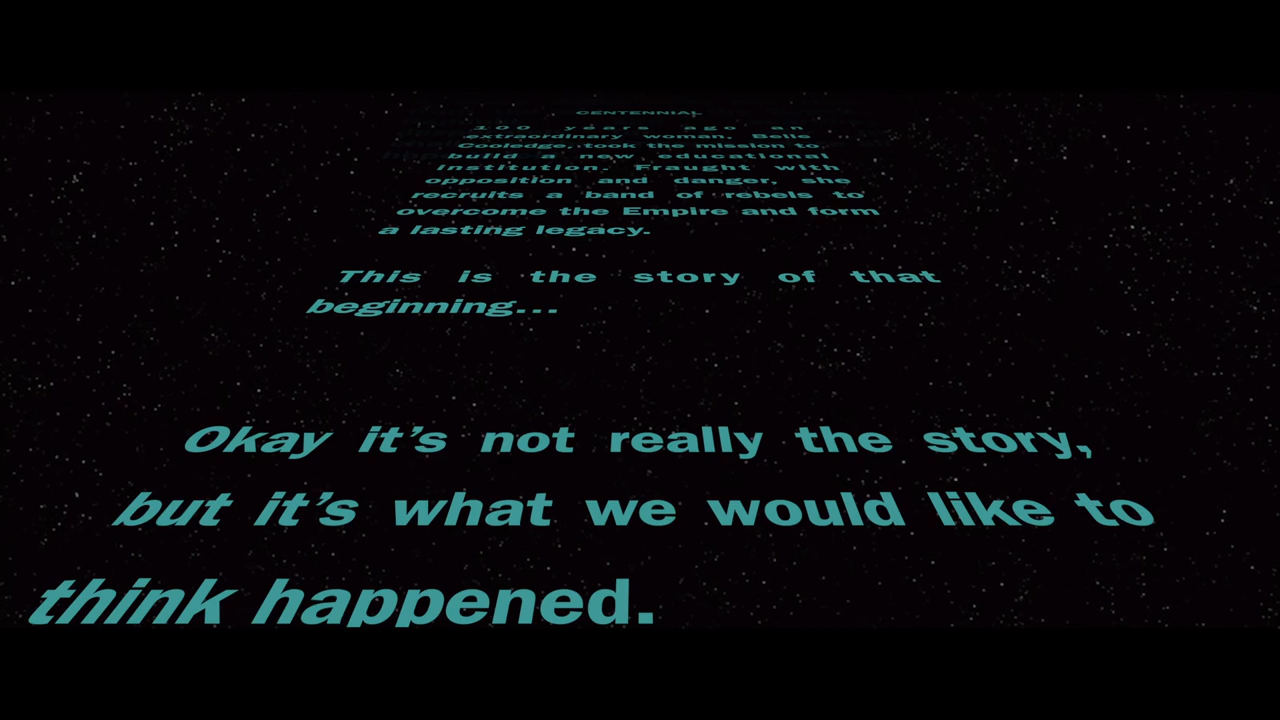 CENTENNIAL
100 years ago an
extraordinary woman, Belle
Cooledge, took the mission to
build a new educational
institution. Fraught with
opposition and danger, she
recruits a band of rebels to
overcome the Empire and form
a lasting legacy.
This is the story of that
beginning...
Okay it's not really the story,
but it's what we would like to
think happened.